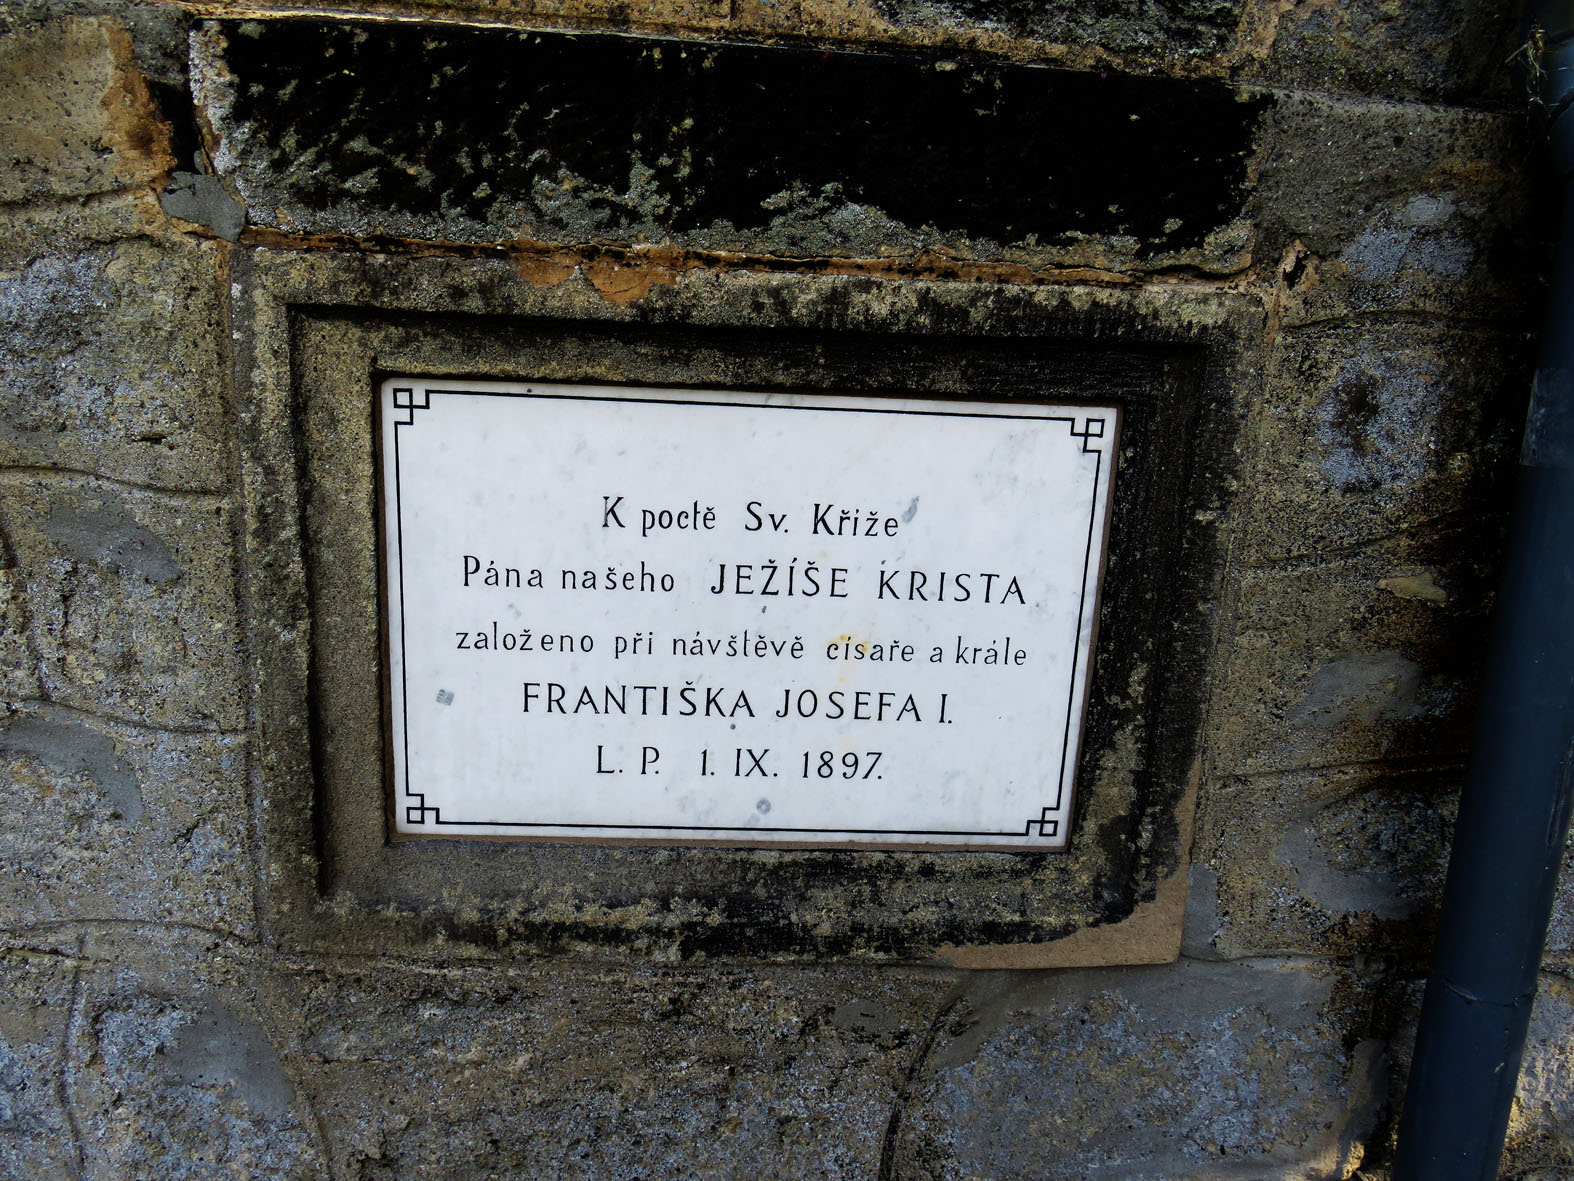 K poctě Sv. Kříže
Pána našeho JEŽÍŠE KRISTA
založeno při návštěvě císaře a krále
FRANTIŠKA JOSEFA I.
L. P. 1. IX. 1897.